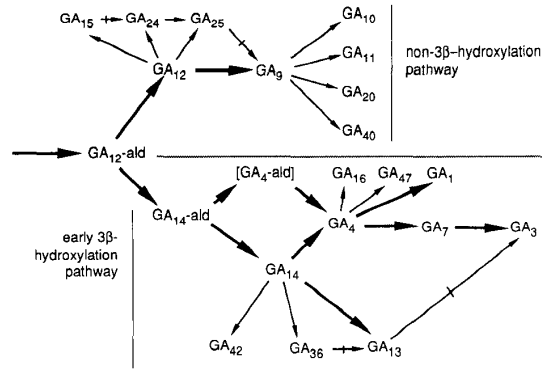 GA15 GA24 GA25 GA10
GA11
non-3β-hydroxylation
pathway
GA12 GA9
GA20
GA40
GA12-ald
[GA4-ald] GA16 GA47 GA1
GA14-ald
GA4 GA7 GA3
early 3β-
hydroxylation
pathway
GA14
GA42 GA36 GA13